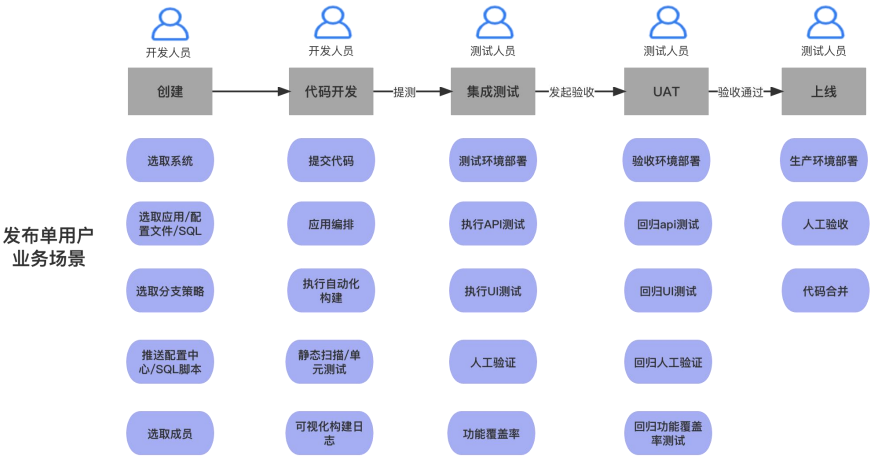 开发人员
开发人员
测试人员
测试人员
测试人员
创建
代码开发
提测
集成测试
发起验收
UAT
验收通过
上线
发布单用户
业务场景
选取系统
提交代码
测试环境部署
验收环境部署
生产环境部署
选取应用/配
置文件/SQL
应用编排
执行API测试
回归api测试
人工验收
选取分支策略
执行自动化
构建
执行UI测试
回归UI测试
代码合并
推送配置中
心/SQL脚本
静态扫描/单
元测试
人工验证
回归人工验证
选取成员
可视化构建日
志
功能覆盖率
回归功能覆盖
率测试